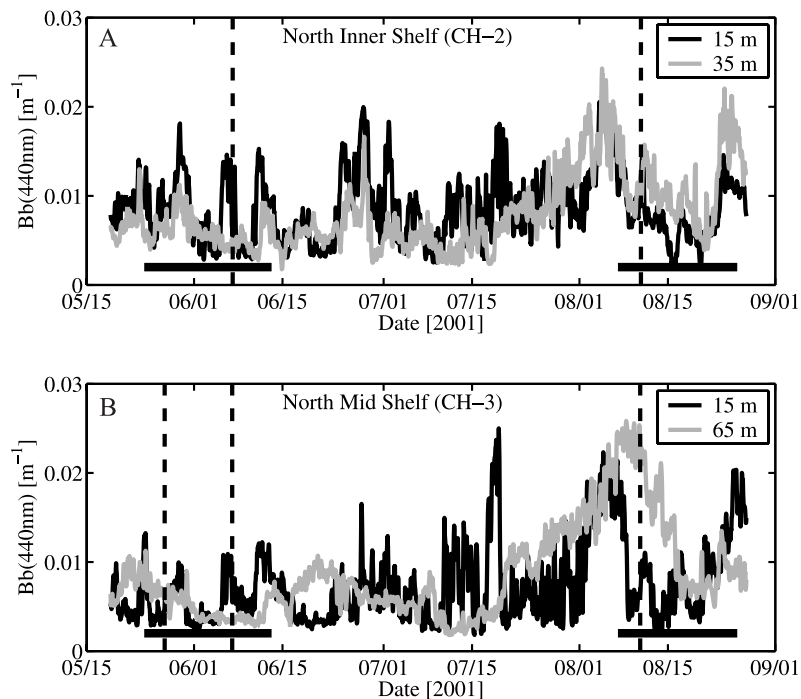 A
North Inner Shelf (CH−2)
15 m
35 m
0.03
0.02
0.01
0
Bb(440nm) [m⁻¹]
05/15 06/01 06/15 07/01 07/15 08/01 08/15 09/01
Date [2001]
B
North Mid Shelf (CH−3)
15 m
65 m
0.03
0.02
0.01
0
Bb(440nm) [m⁻¹]
05/15 06/01 06/15 07/01 07/15 08/01 08/15 09/01
Date [2001]